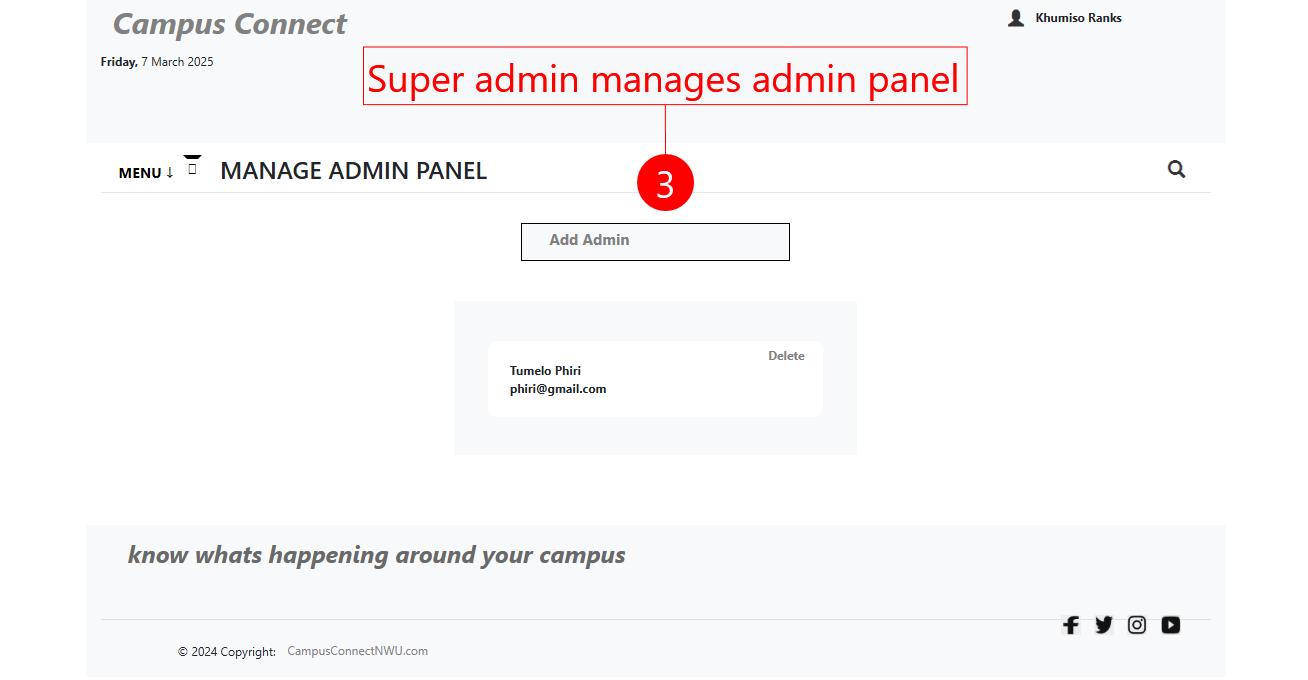 Campus Connect
Khumiso Ranks
Friday, 7 March 2025
Super admin manages admin panel
MENU ↓
MANAGE ADMIN PANEL
3
Add Admin
Delete
Tumelo Phiri
phiri@gmail.com
know whats happening around your campus
© 2024 Copyright: CampusConnectNWU.com